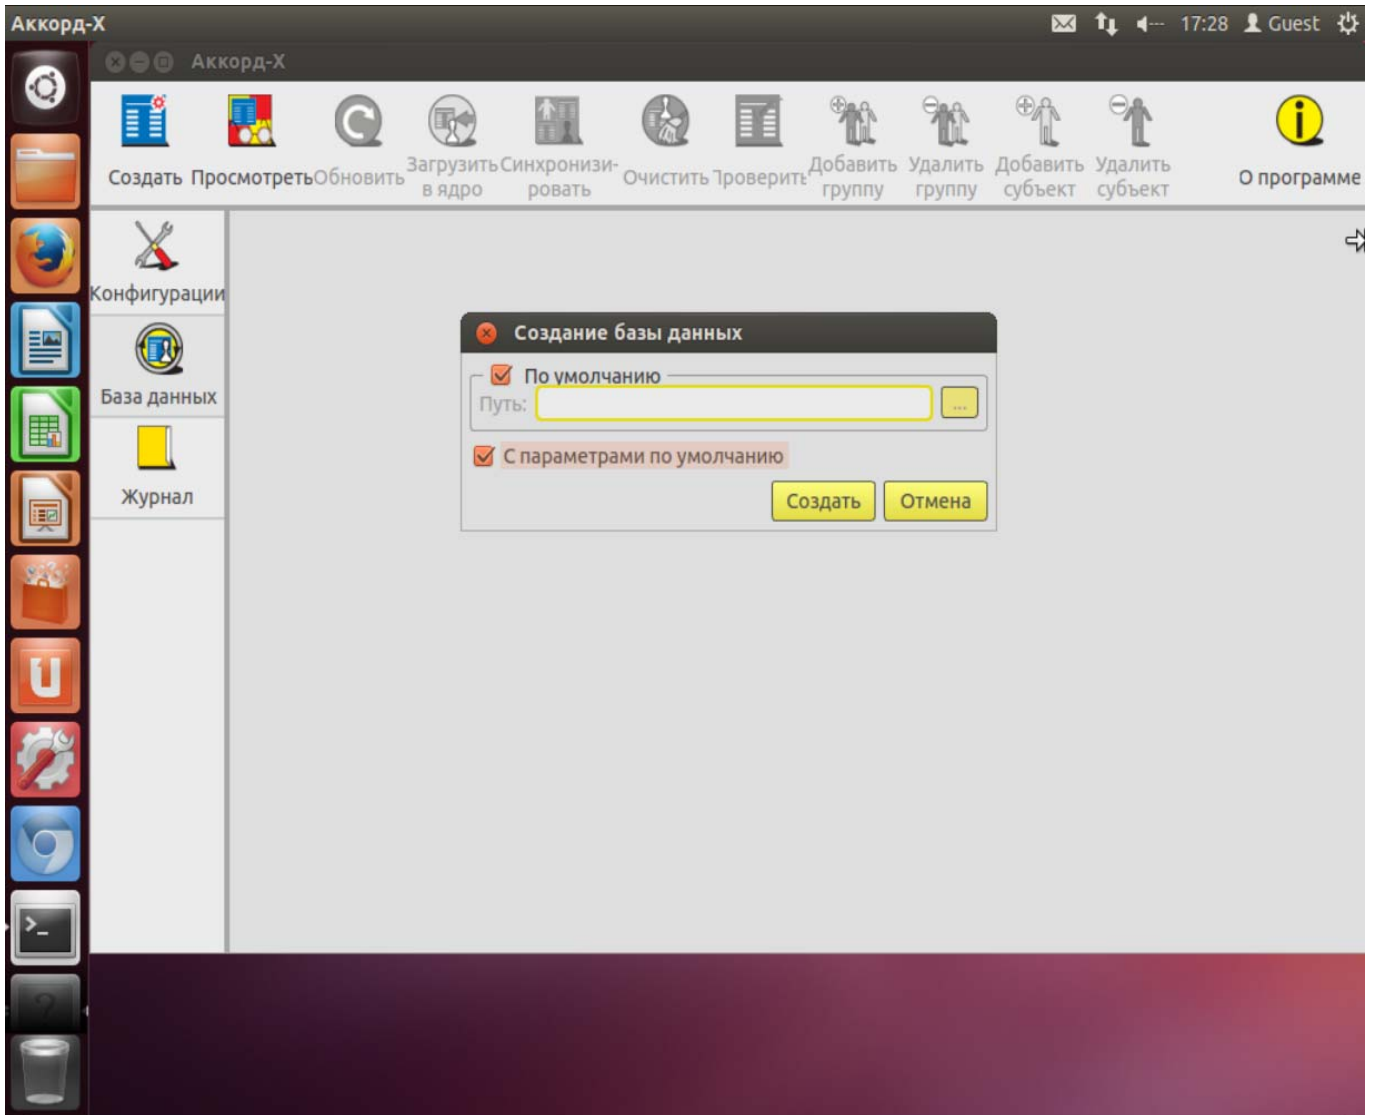 Аккорд-X
17:28 Guest
Аккорд-X
Создать
Просмотреть
Обновить
Загрузить
в ядро
Синхронизи-
ровать
Очистить
Проверить
Добавить
группу
Удалить
группу
Добавить
субъект
Удалить
субъект
О программе
Конфигурации
База данных
Журнал
Создание базы данных
По умолчанию
Путь:
...
С параметрами по умолчанию
Создать
Отмена